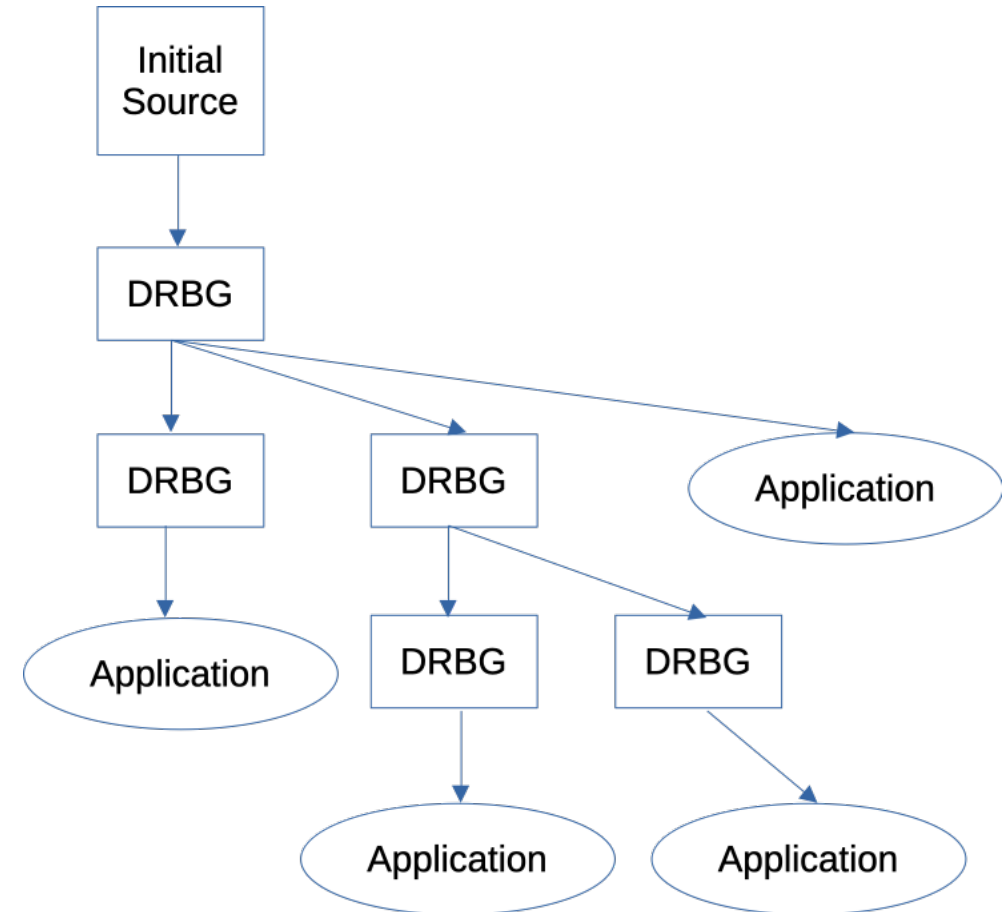 Initial
Source
DRBG
DRBG
DRBG
Application
Application
DRBG
DRBG
Application
Application